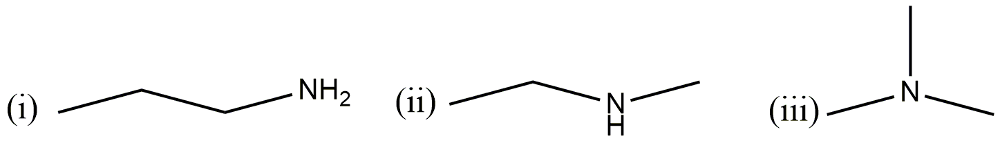 (i) NH₂ (ii) N
H (iii) N